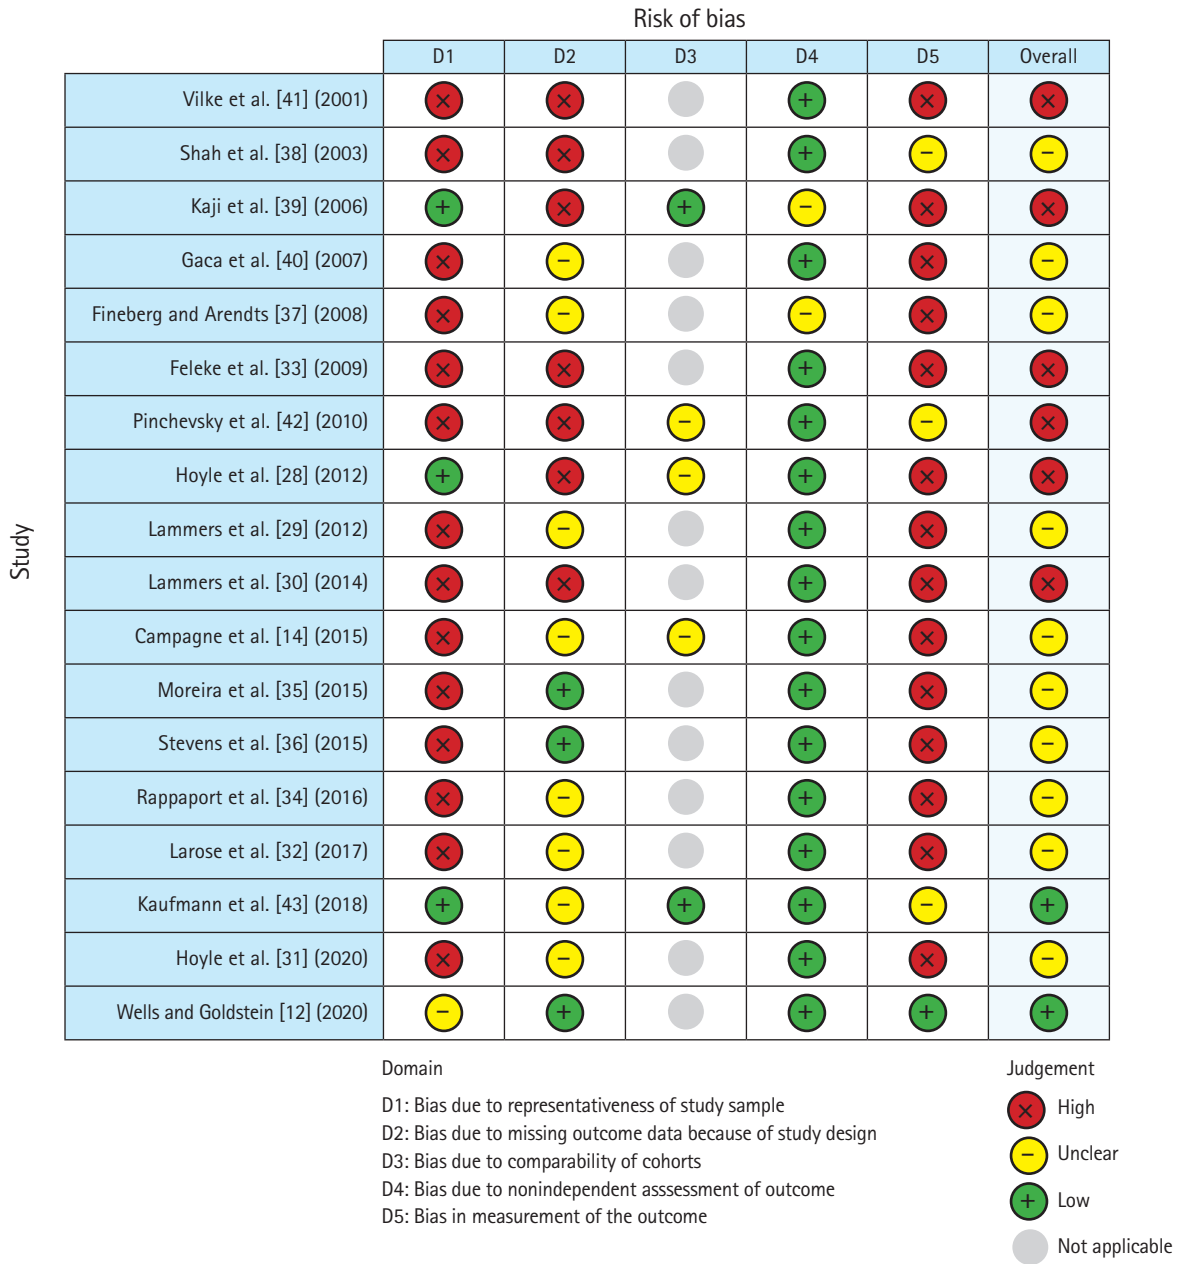 Risk of bias
D1 D2 D3 D4 D5 Overall
Study
Vilke et al. [41] (2001) × × + × ×
Shah et al. [38] (2003) × × + − −
Kaji et al. [39] (2006) + × + − × ×
Gaca et al. [40] (2007) × − + × −
Fineberg and Arendts [37] (2008) × − − × −
Feleke et al. [33] (2009) × × + × ×
Pinchevsky et al. [42] (2010) × × − + − ×
Hoyle et al. [28] (2012) + × − + × ×
Lammers et al. [29] (2012) × − + × −
Lammers et al. [30] (2014) × × + × ×
Campagne et al. [14] (2015) × − − + × −
Moreira et al. [35] (2015) × + + × −
Stevens et al. [36] (2015) × + + × −
Rappaport et al. [34] (2016) × − + × −
Larose et al. [32] (2017) × − + × −
Kaufmann et al. [43] (2018) + − + + − +
Hoyle et al. [31] (2020) × − + × −
Wells and Goldstein [12] (2020) − + + + +
Domain
D1: Bias due to representativeness of study sample
D2: Bias due to missing outcome data because of study design
D3: Bias due to comparability of cohorts
D4: Bias due to nonindependent asssessment of outcome
D5: Bias in measurement of the outcome
Judgement
× High
− Unclear
+ Low
Not applicable